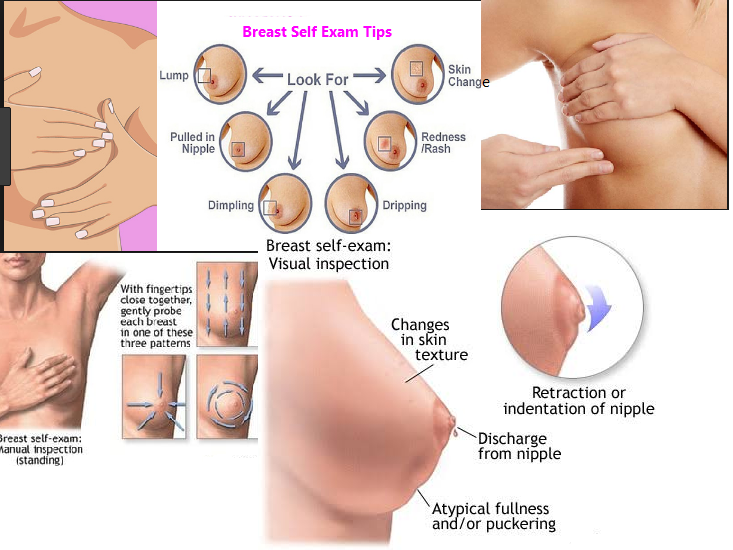 Breast Self Exam Tips
Look For
Lump
Skin
Change
Pulled in
Nipple
Redness
/Rash
Dimpling
Dripping
Breast self-exam:
Visual inspection
With fingertips
close together,
gently probe
each breast
in one of these
three patterns
Breast self-exam:
Manual inspection
(standing)
Changes
in skin
texture
Retraction or
indentation of nipple
Discharge
from nipple
Atypical fullness
and/or puckering